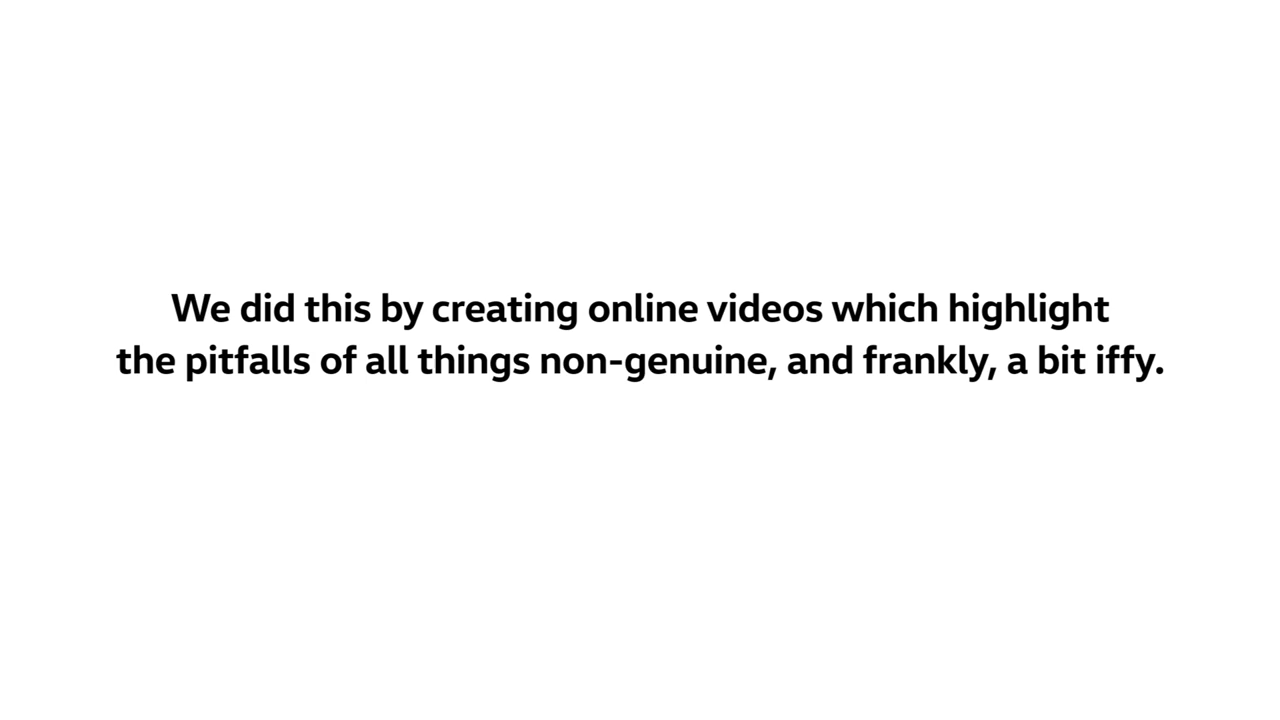 We did this by creating online videos which highlight
the pitfalls of all things non-genuine, and frankly, a bit iffy.